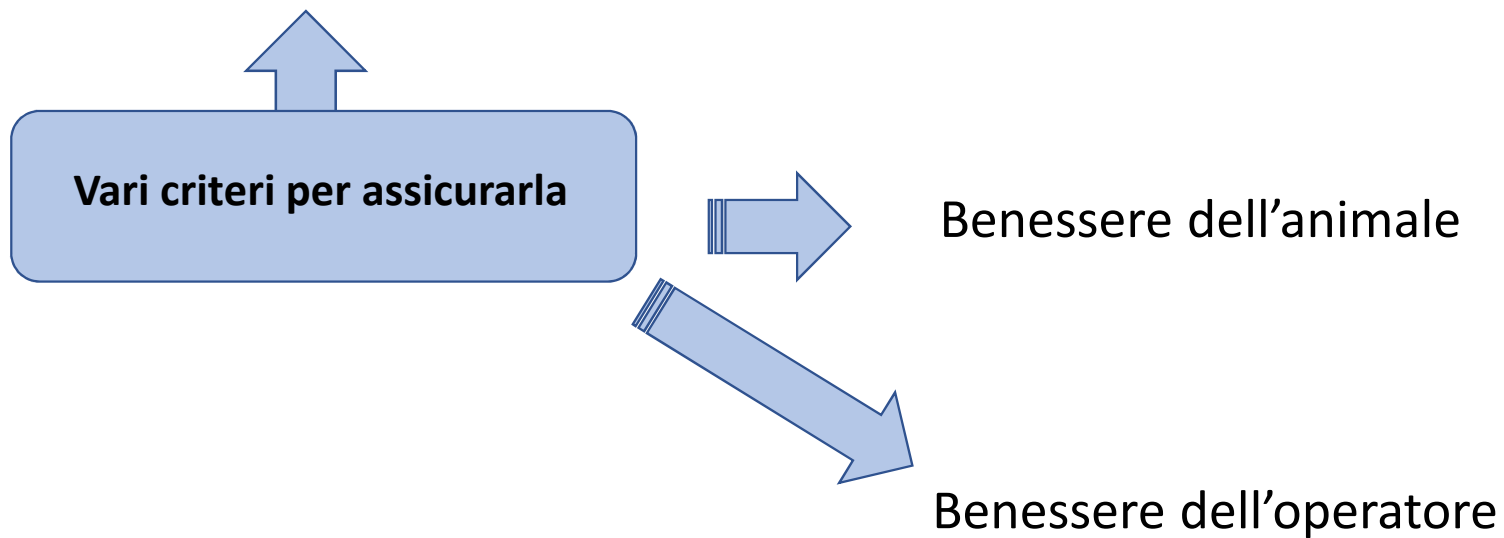 Vari criteri per assicurarla
Benessere dell’animale
Benessere dell’operatore